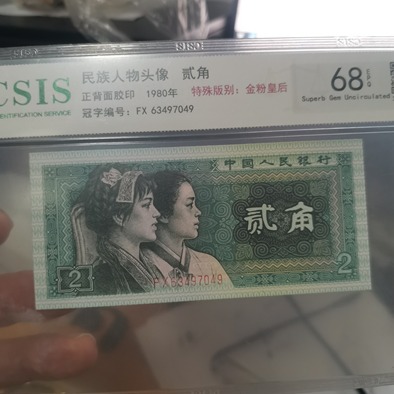 CSIS
IDENTIFICATION SERVICE
民族人物头像 贰角
正背面胶印 1980年 特殊版别：金粉皇后
冠字编号：FX 63497049
68
Superb Gem Uncirculated
中国人民银行
贰角
2
2
FX63497049